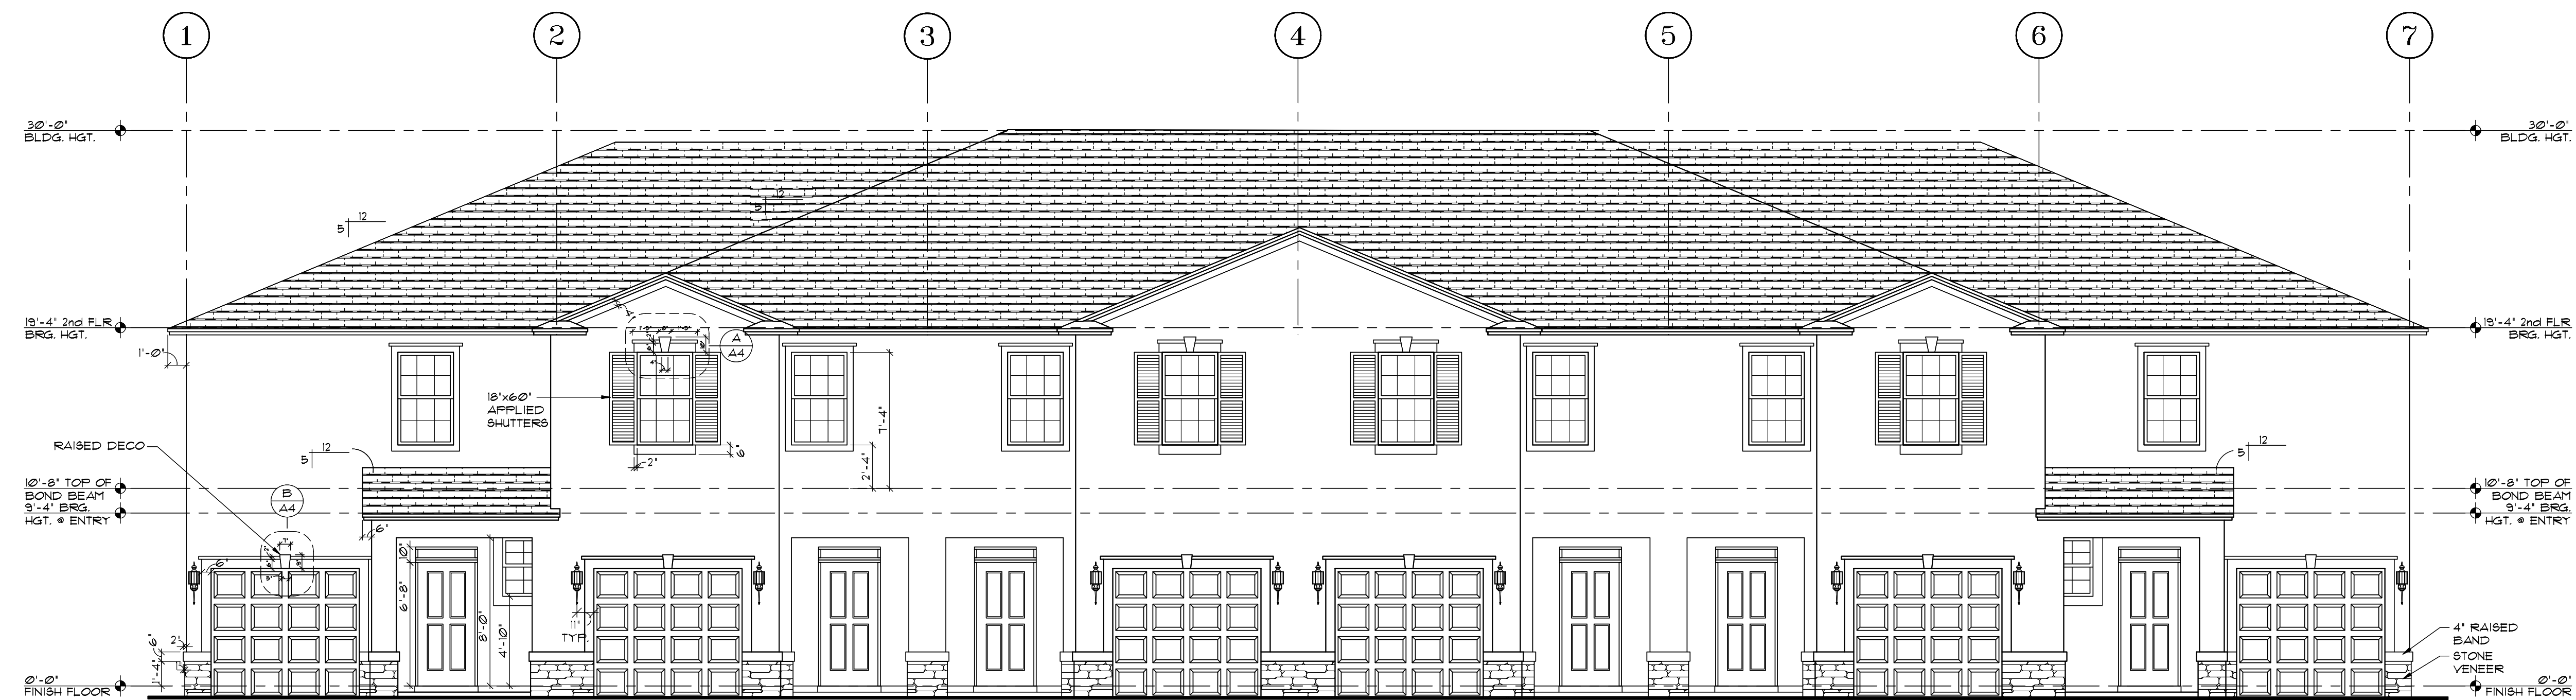 1 2 3 4 5 6 7
30'-0"
BLDG. HGT.
30'-0"
BLDG. HGT.
12
5
12
5
19'-4" 2nd FLR
BRG. HGT.
19'-4" 2nd FLR
BRG. HGT.
1'-0"
A
A4
18"x60"
APPLIED
SHUTTERS
7'-4"
2'-4"
2"
6"
RAISED DECO
12
5
12
5
10'-8" TOP OF
BOND BEAM
9'-4" BRG.
HGT. @ ENTRY
10'-8" TOP OF
BOND BEAM
9'-4" BRG.
HGT. @ ENTRY
B
A4
6"
6"
10"
6'-8"
8'-0"
4'-10"
11"
TYP.
6"
2"
1'-4"
4" RAISED
BAND
STONE
VENEER
0'-0"
FINISH FLOOR
0'-0"
FINISH FLOOR